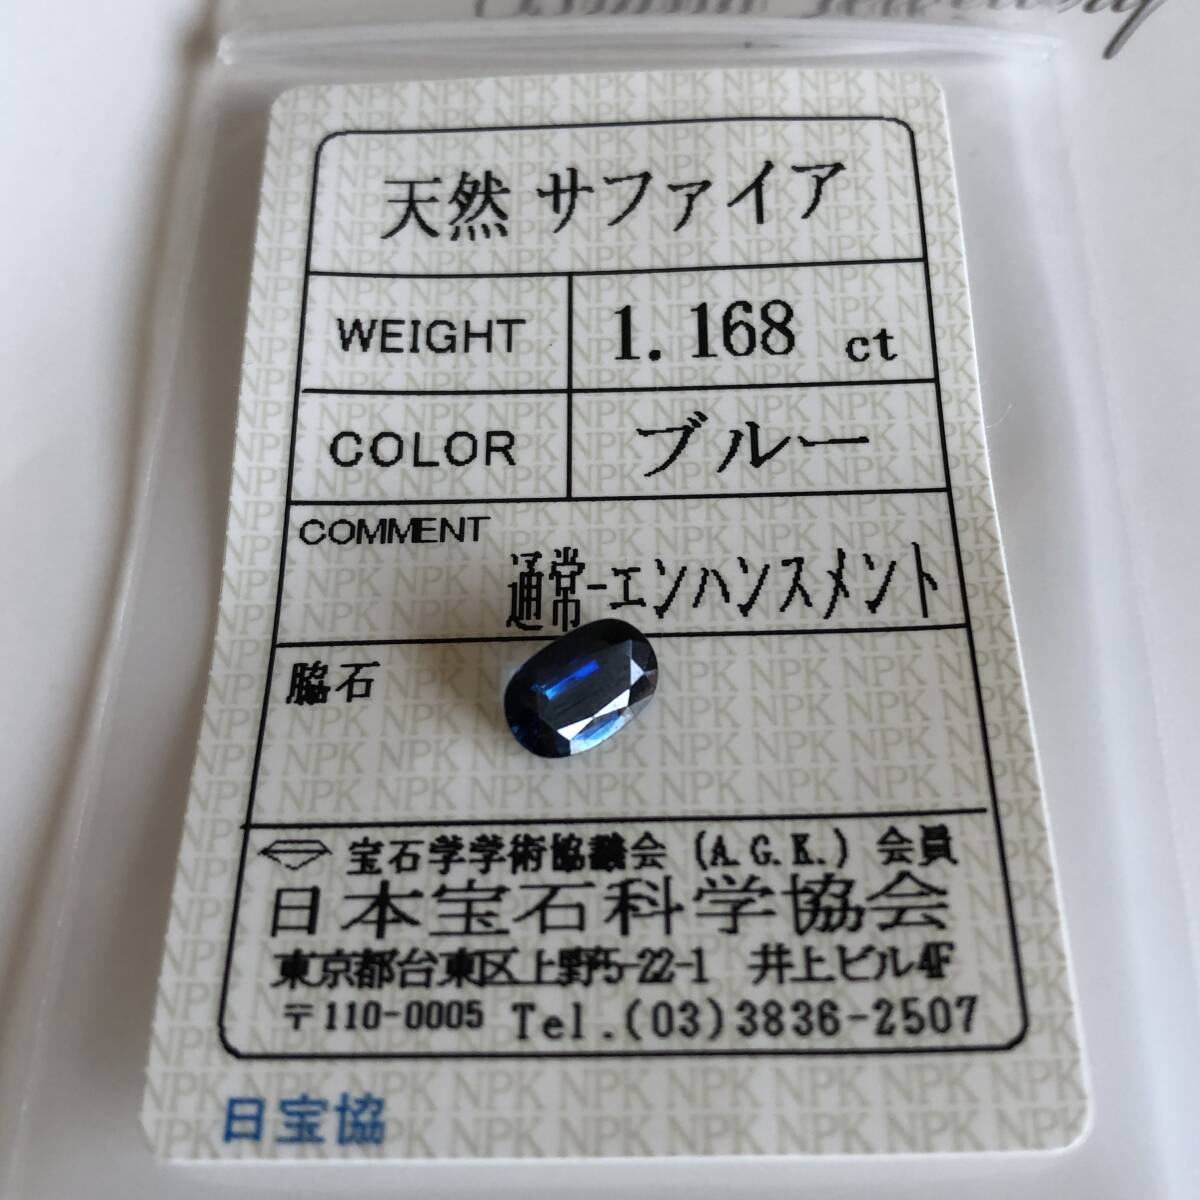 天然 サファイア
WEIGHT 1.168 ct
COLOR ブルー
COMMENT
通常-エンハンスメント
脇石
宝石学学術協議会 (A.G.K.) 会員
日本宝石科学協会
東京都台東区上野5-22-1 井上ビル4F
〒110-0005 Tel.(03)3836-2507
日宝協